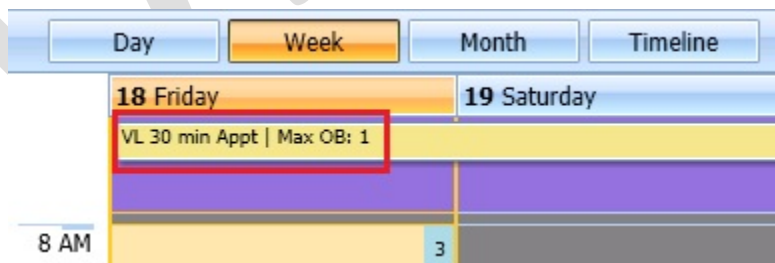 Day Week Month Timeline
18 Friday 19 Saturday
VL 30 min Appt | Max OB: 1
8 AM 3